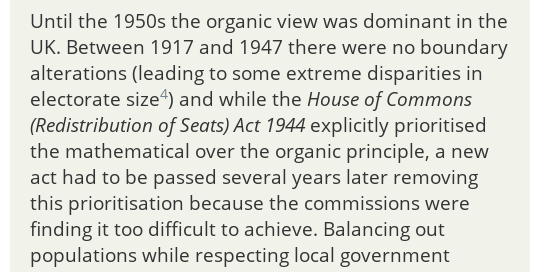 Until the 1950s the organic view was dominant in the
UK. Between 1917 and 1947 there were no boundary
alterations (leading to some extreme disparities in
electorate size4) and while the House of Commons
(Redistribution of Seats) Act 1944 explicitly prioritised
the mathematical over the organic principle, a new
act had to be passed several years later removing
this prioritisation because the commissions were
finding it too difficult to achieve. Balancing out
populations while respecting local government